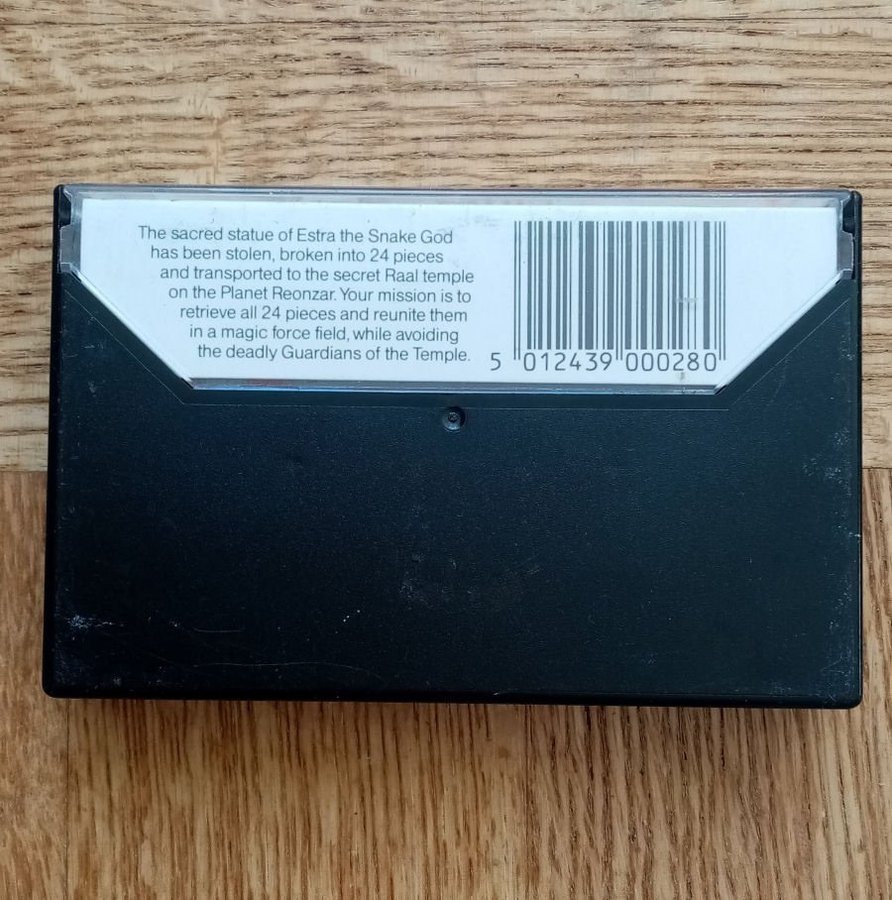 The sacred statue of Estra the Snake God
has been stolen, broken into 24 pieces
and transported to the secret Raal temple
on the Planet Reonzar. Your mission is to
retrieve all 24 pieces and reunite them
in a magic force field, while avoiding
the deadly Guardians of the Temple.
5 012439 000280